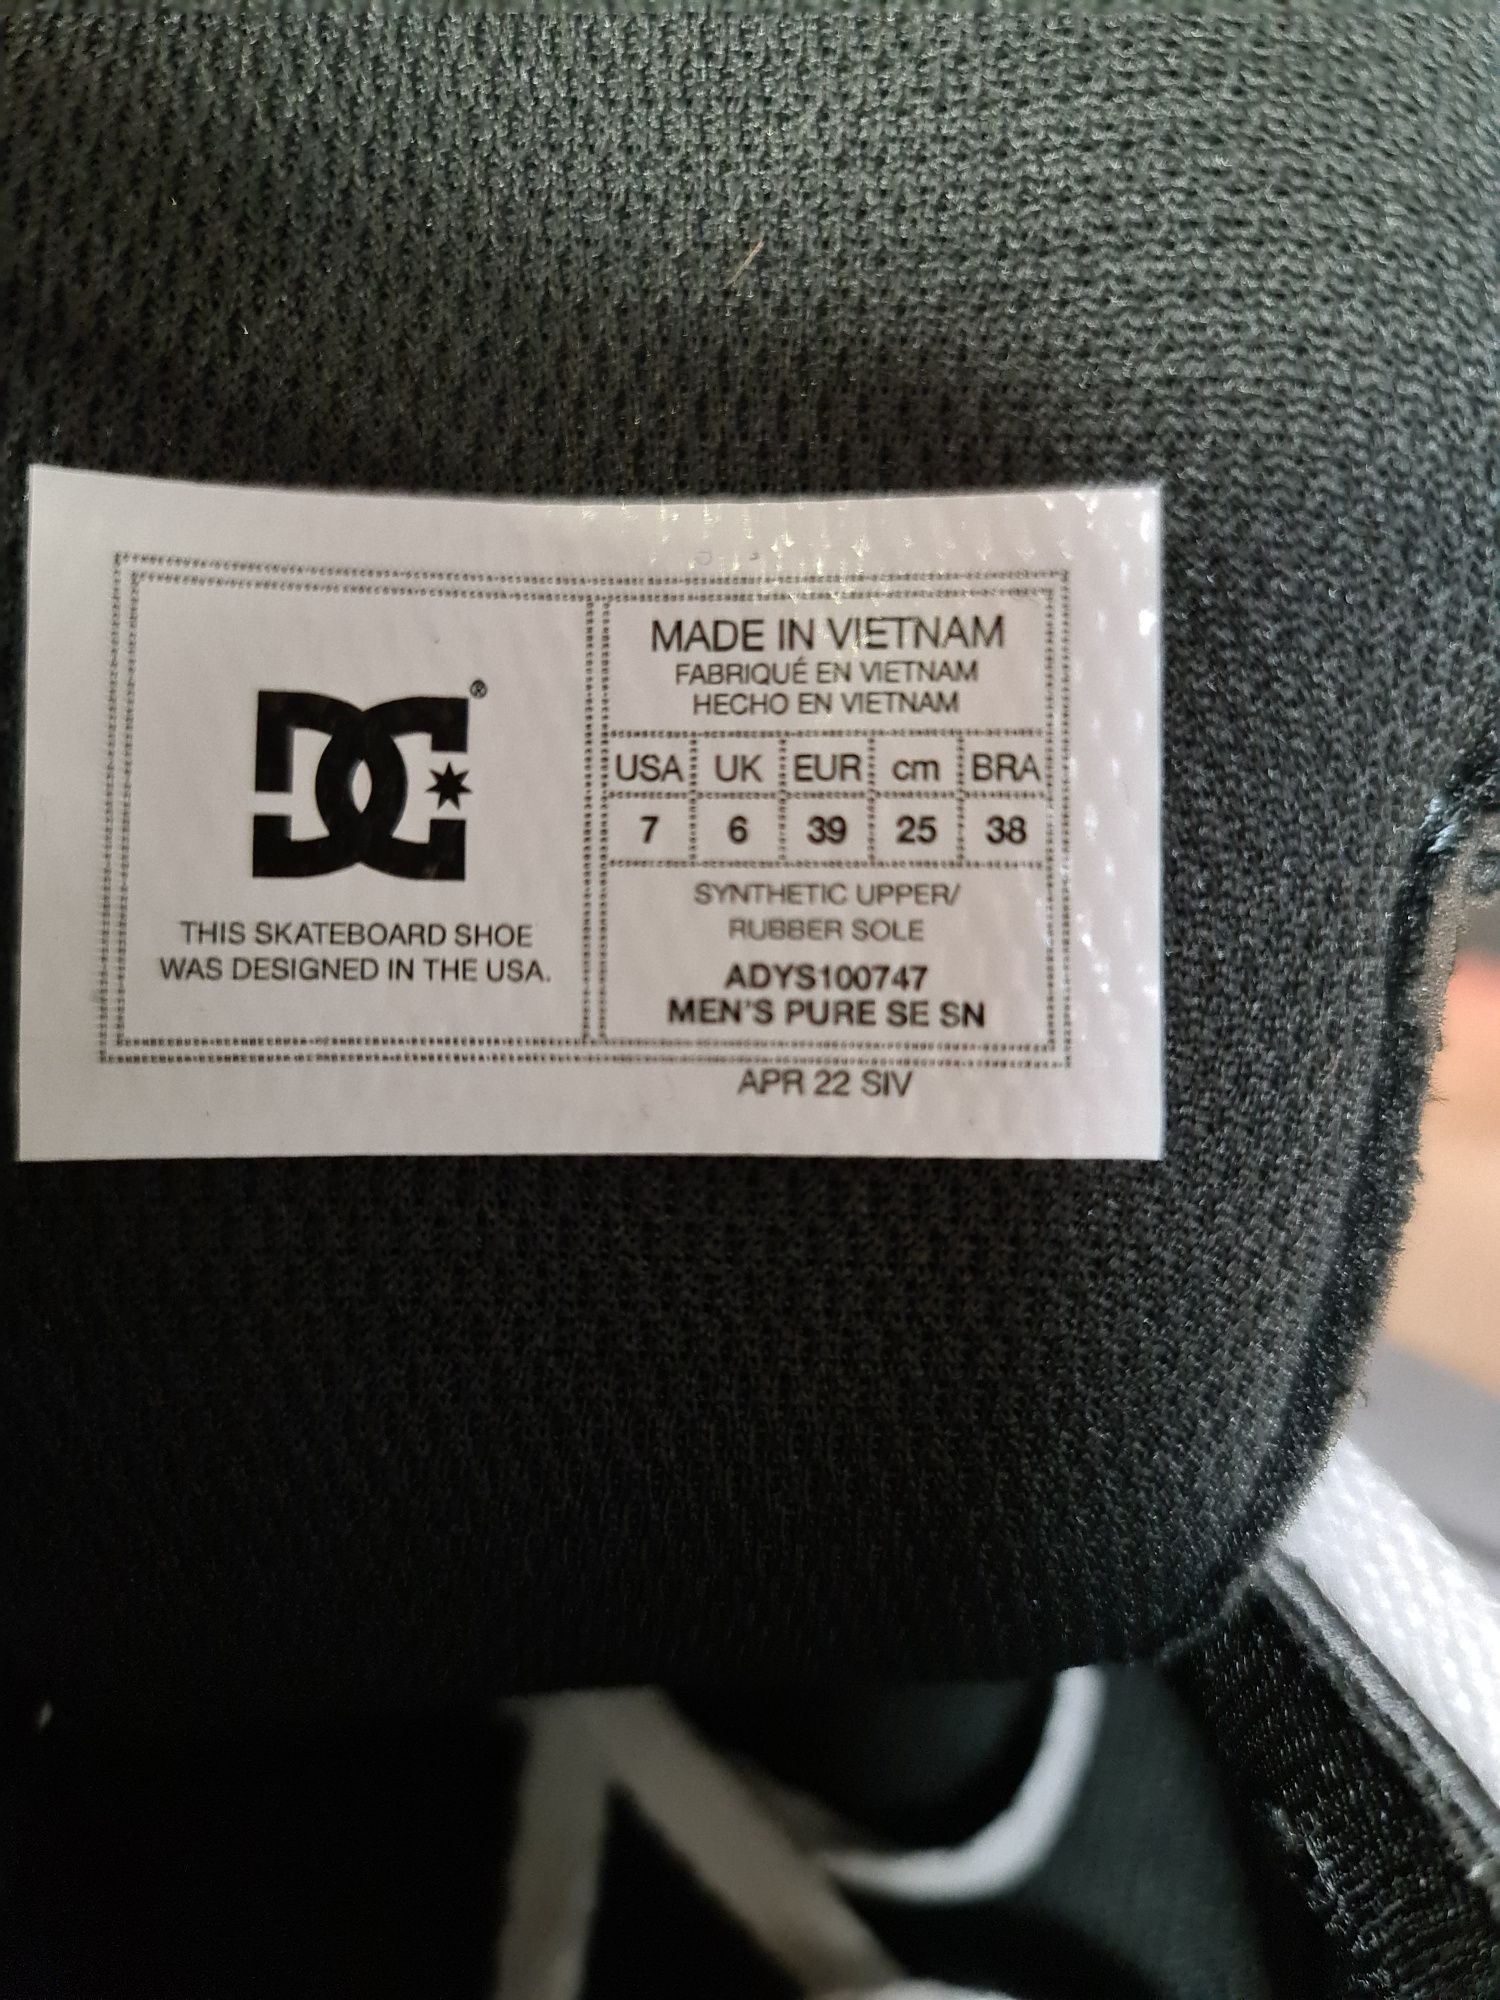 DC®
THIS SKATEBOARD SHOE
WAS DESIGNED IN THE USA.
MADE IN VIETNAM
FABRIQUÉ EN VIETNAM
HECHO EN VIETNAM
USA UK EUR cm BRA
7 6 39 25 38
SYNTHETIC UPPER/
RUBBER SOLE
ADYS100747
MEN'S PURE SE SN
APR 22 SIV